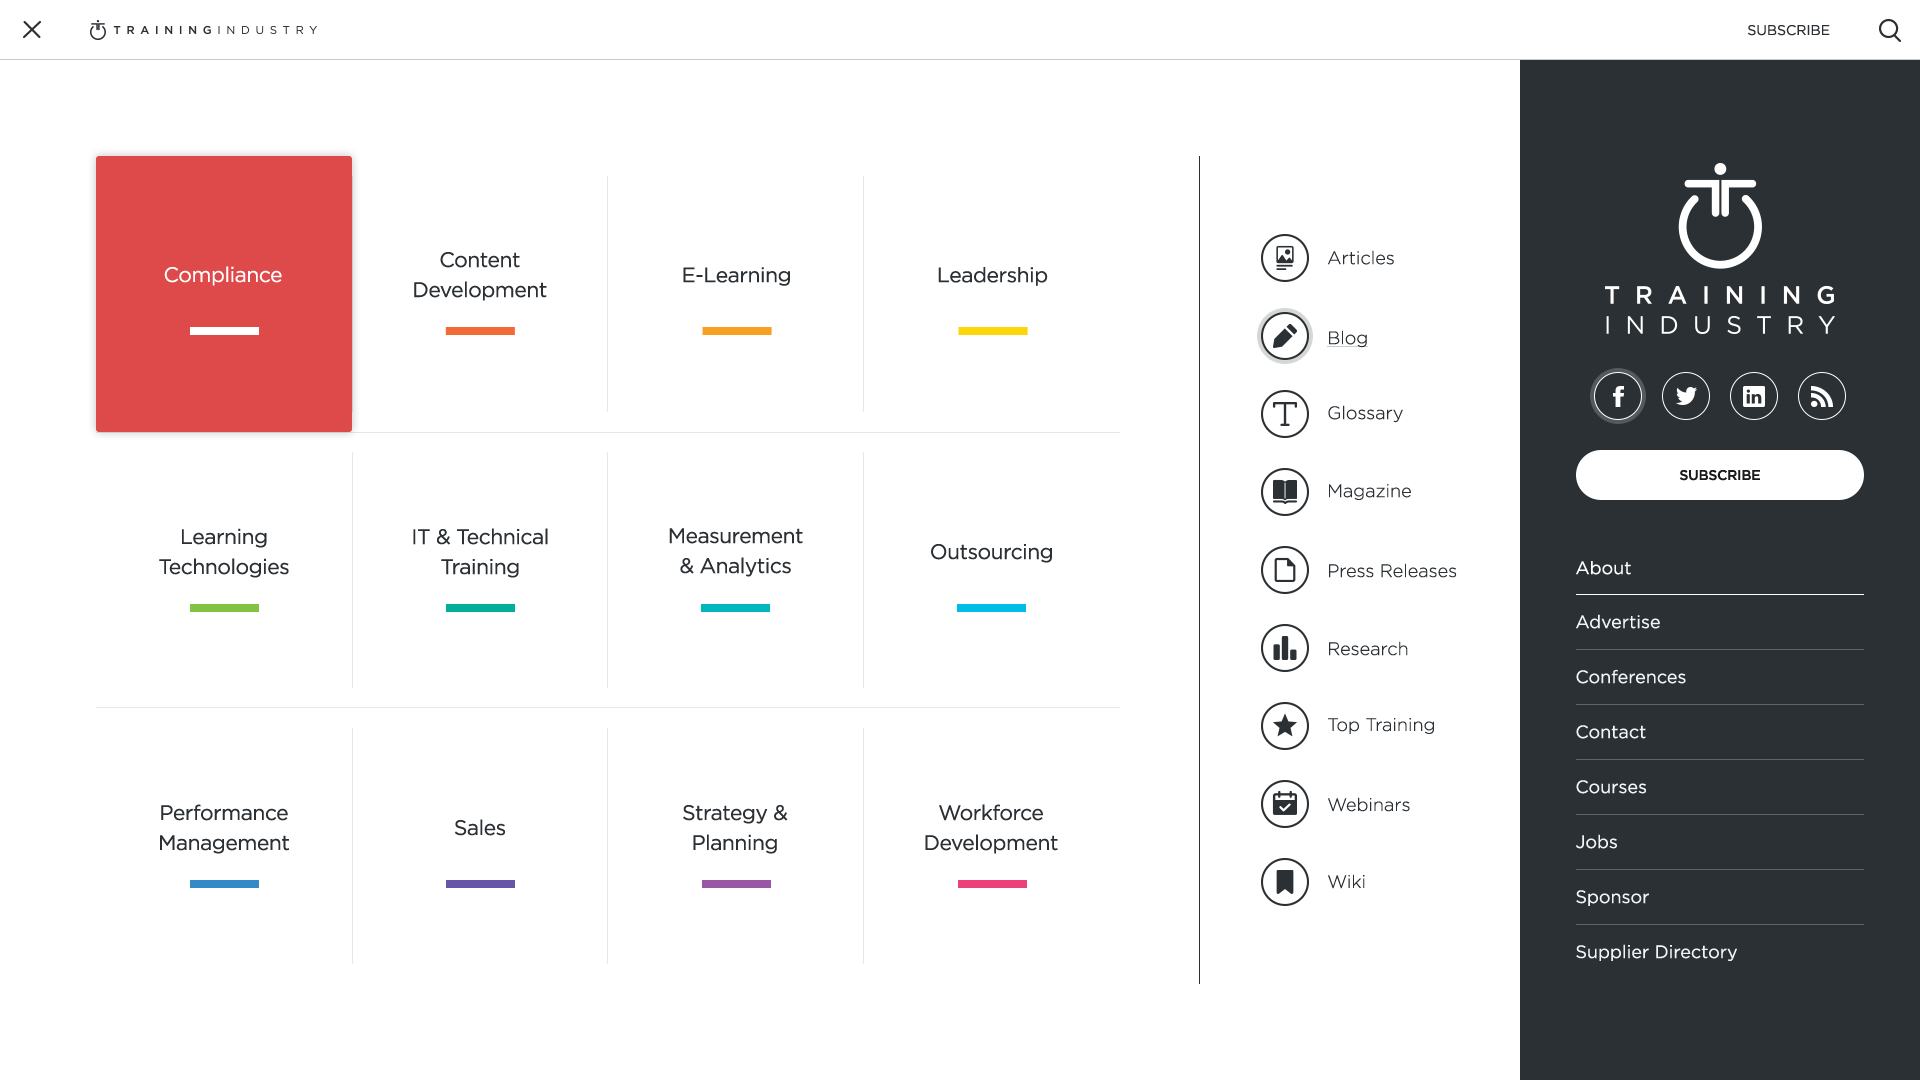 TRAININGINDUSTRY
SUBSCRIBE
Compliance
Content
Development
E-Learning
Leadership
Learning
Technologies
IT & Technical
Training
Measurement
& Analytics
Outsourcing
Performance
Management
Sales
Strategy &
Planning
Workforce
Development
Articles
Blog
Glossary
Magazine
Press Releases
Research
Top Training
Webinars
Wiki
TRAINING
INDUSTRY
SUBSCRIBE
About
Advertise
Conferences
Contact
Courses
Jobs
Sponsor
Supplier Directory